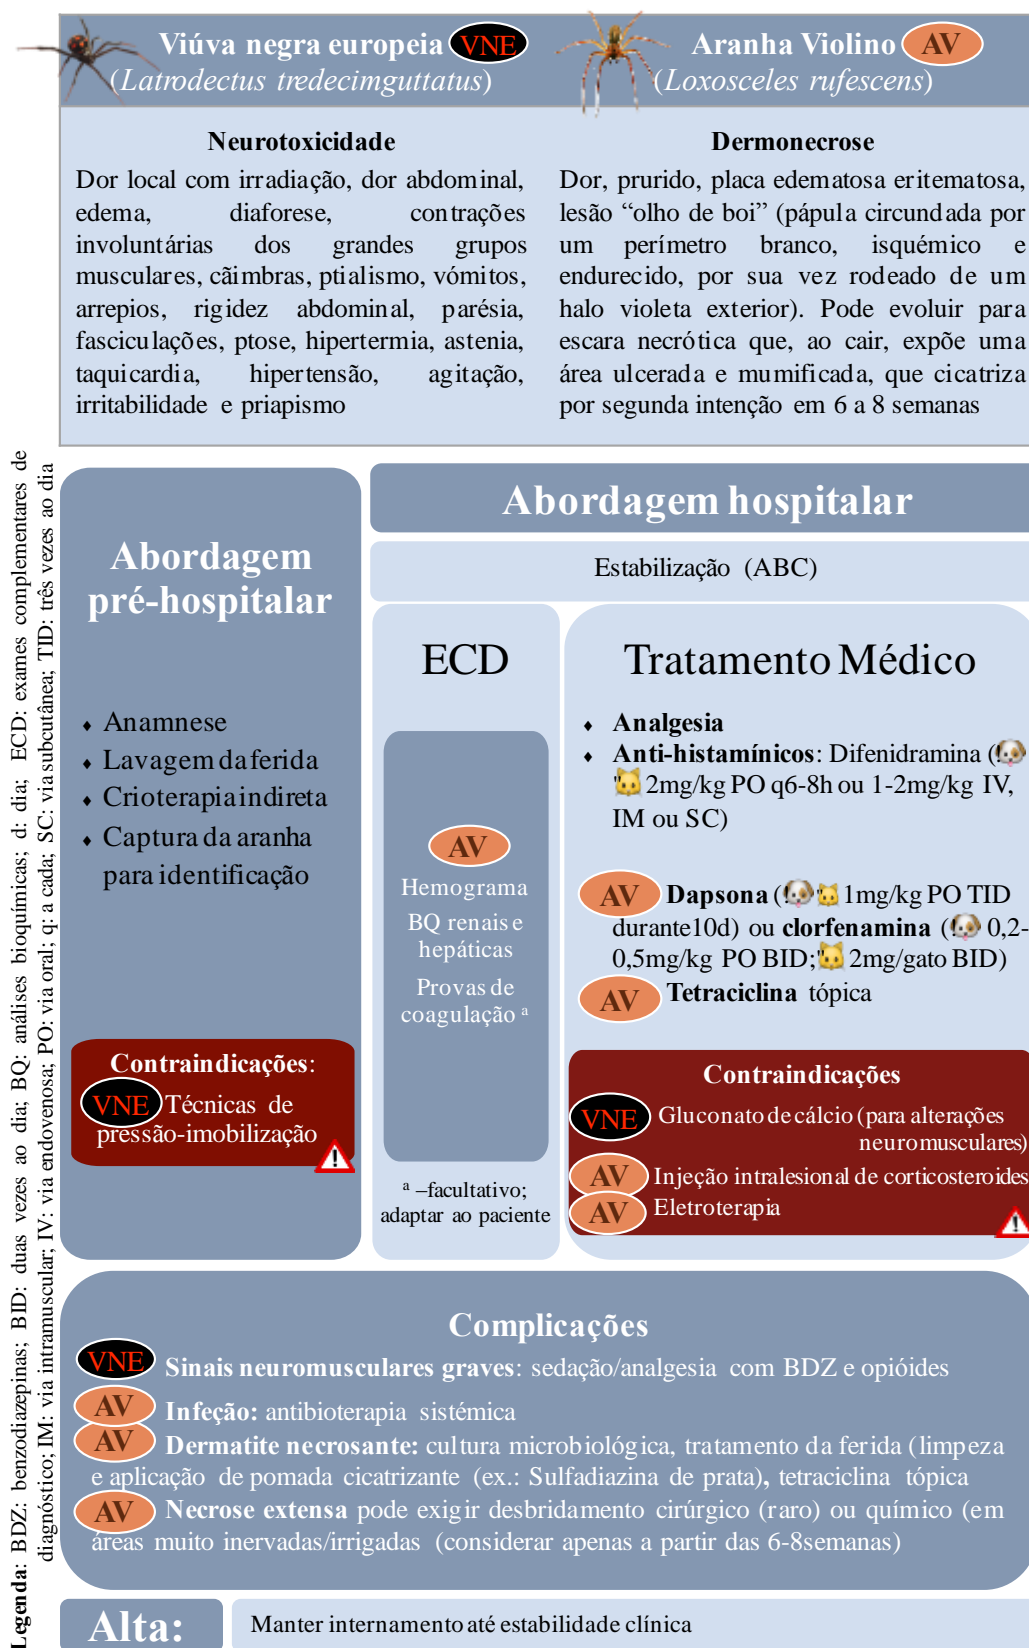 Viúva negra europeia VNE
(Latrodectus tredecimguttatus)
Aranha Violino AV
(Loxosceles rufescens)
Neurotoxicidade
Dor local com irradiação, dor abdominal,
edema, diaforese, contrações
involuntárias dos grandes grupos
musculares, cãimbras, ptialismo, vómitos,
arrepios, rigidez abdominal, parésia,
fasciculações, ptose, hipertermia, astenia,
taquicardia, hipertensão, agitação,
irritabilidade e priapismo
Dermonecrose
Dor, prurido, placa edematosa eritematosa,
lesão “olho de boi” (pápula circundada por
um perímetro branco, isquémico e
endurecido, por sua vez rodeado de um
halo violeta exterior). Pode evoluir para
escara necrótica que, ao cair, expõe uma
área ulcerada e mumificada, que cicatriza
por segunda intenção em 6 a 8 semanas
Abordagem
pré-hospitalar
♦ Anamnese
♦ Lavagem da ferida
♦ Crioterapia indireta
♦ Captura da aranha
para identificação
Contraindicações:
VNE Técnicas de
pressão-imobilização
Abordagem hospitalar
Estabilização (ABC)
ECD
AV
Hemograma
BQ renais e
hepáticas
Provas de
coagulação a
a –facultativo;
adaptar ao paciente
Tratamento Médico
♦ Analgesia
♦ Anti-histamínicos: Difenidramina (🐶
🐱 2mg/kg PO q6-8h ou 1-2mg/kg IV,
IM ou SC)
AV Dapsona (🐶🐱 1mg/kg PO TID
durante10d) ou clorfenamina (🐶 0,2-
0,5mg/kg PO BID;🐱 2mg/gato BID)
AV Tetraciclina tópica
Contraindicações
VNE Gluconato de cálcio (para alterações
neuromusculares)
AV Injeção intralesional de corticosteroides
AV Eletroterapia
Complicações
VNE Sinais neuromusculares graves: sedação/analgesia com BDZ e opióides
AV Infeção: antibioterapia sistémica
AV Dermatite necrosante: cultura microbiológica, tratamento da ferida (limpeza
e aplicação de pomada cicatrizante (ex.: Sulfadiazina de prata), tetraciclina tópica
AV Necrose extensa pode exigir desbridamento cirúrgico (raro) ou químico (em
áreas muito inervadas/irrigadas (considerar apenas a partir das 6-8semanas)
Alta:
Manter internamento até estabilidade clínica
Legenda: BDZ: benzodiazepinas; BID: duas vezes ao dia; BQ: análises bioquímicas; d: dia; ECD: exames complementares de
diagnóstico; IM: via intramuscular; IV: via endovenosa; PO: via oral; q: a cada; SC: via subcutânea; TID: três vezes ao dia